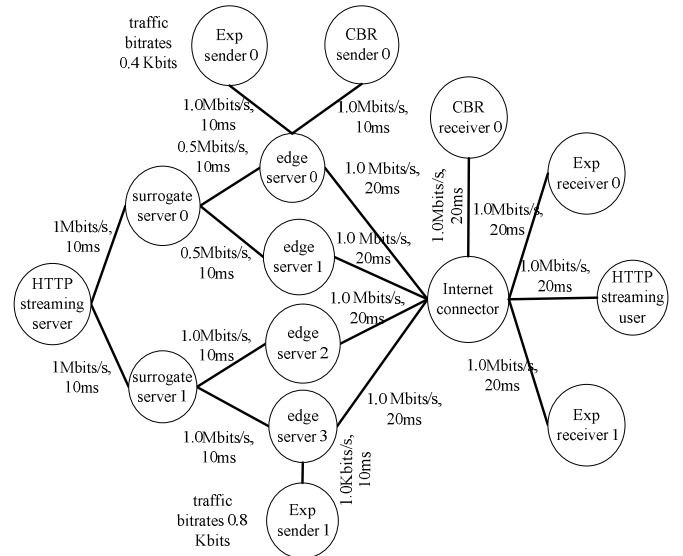 traffic
bitrates
0.4 Kbits
Exp
sender 0
CBR
sender 0
1.0Mbits/s,
10ms
1.0Mbits/s,
10ms
CBR
receiver 0
0.5Mbits/s,
10ms
edge
server 0
1.0 Mbits/s,
20ms
Exp
receiver 0
surrogate
server 0
1.0Mbits/s,
20ms
1.0Mbits/s,
20ms
1Mbits/s,
10ms
0.5Mbits/s,
10ms
edge
server 1
1.0 Mbits/s,
20ms
HTTP
streaming
server
Internet
connector
1.0Mbits/s,
20ms
HTTP
streaming
user
1.0 Mbits/s,
20ms
1.0Mbits/s,
10ms
edge
server 2
1Mbits/s,
10ms
surrogate
server 1
1.0Mbits/s,
20ms
1.0 Mbits/s,
20ms
edge
server 3
Exp
receiver 1
1.0Mbits/s,
10ms
1.0Kbits/s,
10ms
traffic
bitrates 0.8
Kbits
Exp
sender 1